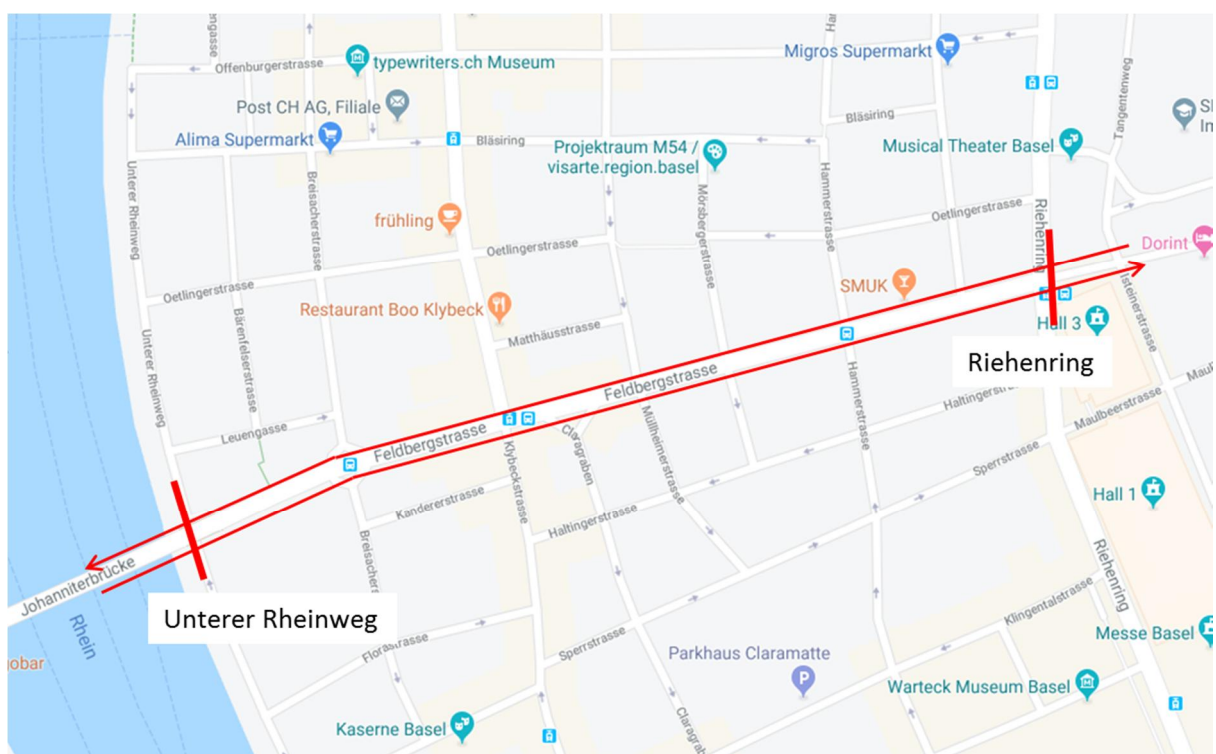 Offenburgerstrasse
typewriters.ch Museum
Migros Supermarkt
Tangentenweg
Post CH AG, Filiale
Alima Supermarkt
Bläsiring
Bläsiring
Projektraum M54 /
visarte.region.basel
Musical Theater Basel
Unterer Rheinweg
Breisacherstrasse
Mörsbergerstrasse
Hammerstrasse
Riehenring
frühling
Oetlingerstrasse
Oetlingerstrasse
Dorint
Oetlingerstrasse
Restaurant Boo Klybeck
SMUK
Isteinerstrasse
Bärenfelserstrasse
Matthäusstrasse
Hall 3
Unterer Rheinweg
Riehenring
Feldbergstrasse
Hammerstrasse
Haltingerstrasse
Maulbeerstrasse
Leuengasse
Feldbergstrasse
Claragraben
Müllheimerstrasse
Klybeckstrasse
Sperrstrasse
Hall 1
Kandererstrasse
Haltingerstrasse
Johanniterbrücke
Riehenring
Unterer Rheinweg
Klingentalstrasse
Rhein
Florastrasse
Sperrstrasse
Parkhaus Claramatte
P
Messe Basel
Warteck Museum Basel
Kaserne Basel
Claragraben